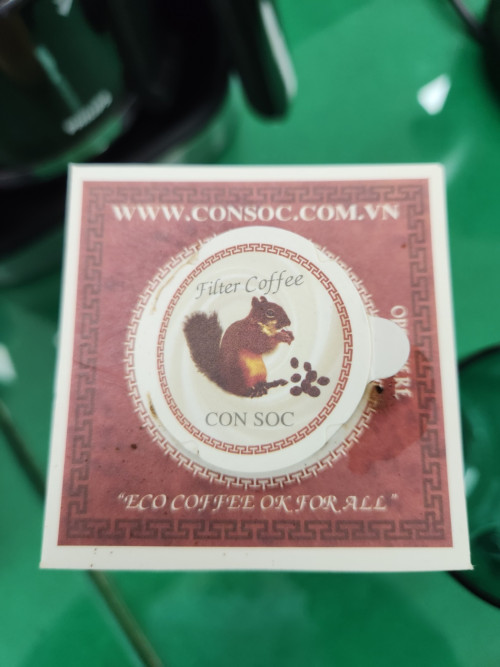 WWW.CONSOC.COM.VN
Filter Coffee
CON SOC
"ECO COFFEE OK FOR ALL"